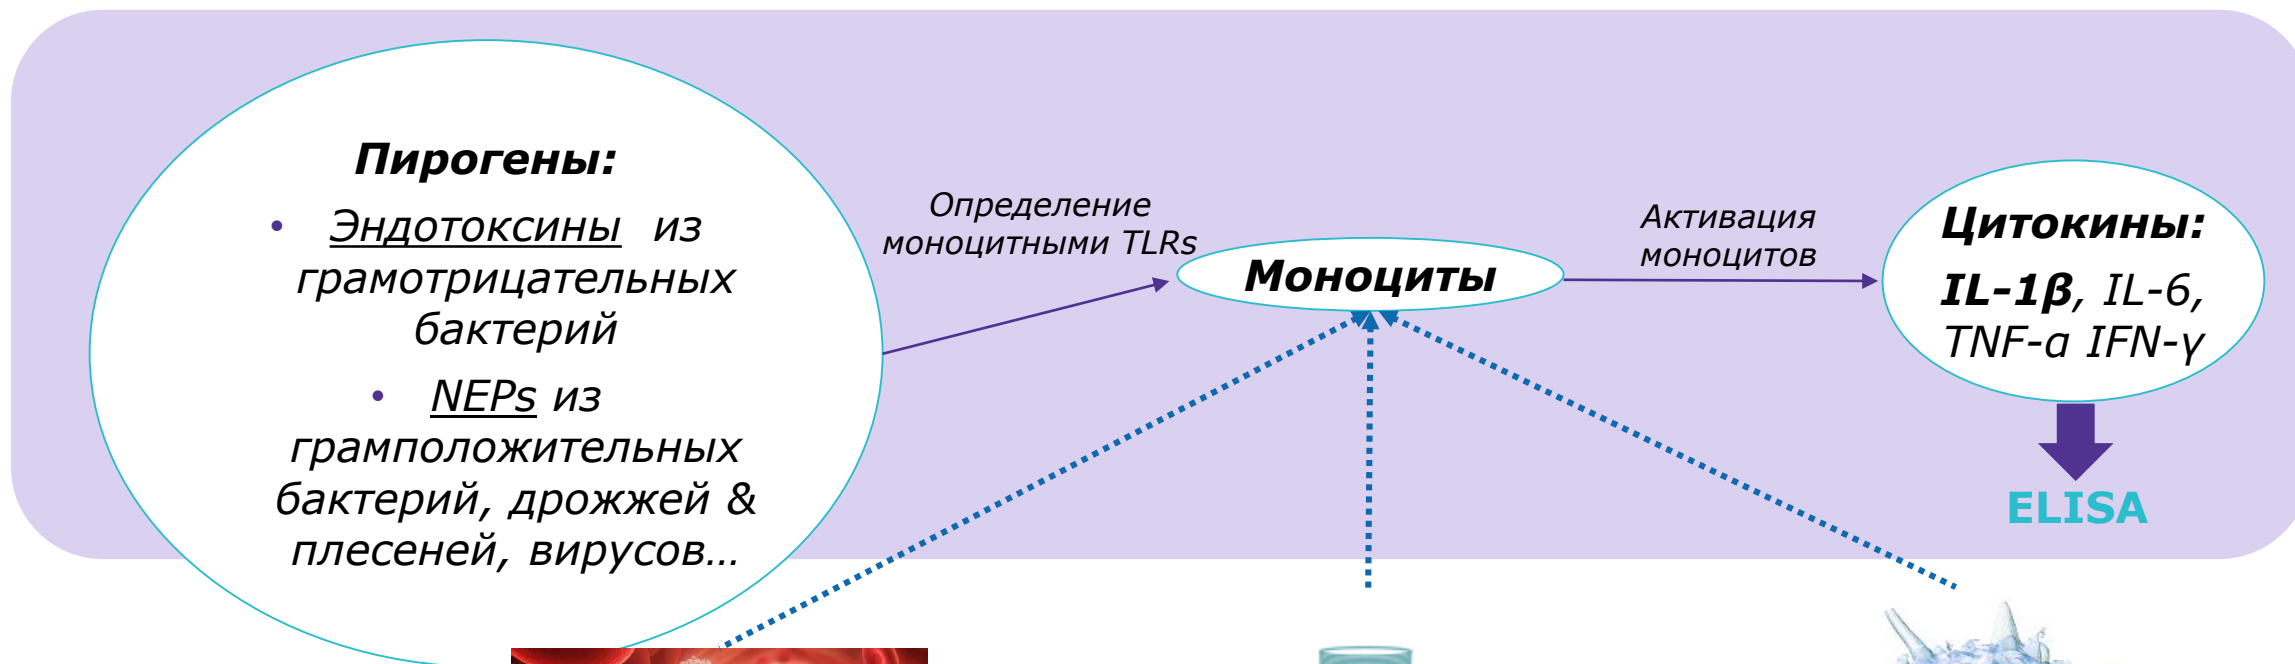 Пирогены:
• Эндотоксины из
грамотрицательных
бактерий
• NEPs из
грамположительных
бактерий, дрожжей &
плесеней, вирусов...
Определение
моноцитными TLRs
Моноциты
Активация
моноцитов
Цитокины:
IL-1β, IL-6,
TNF-α IFN-γ
ELISA